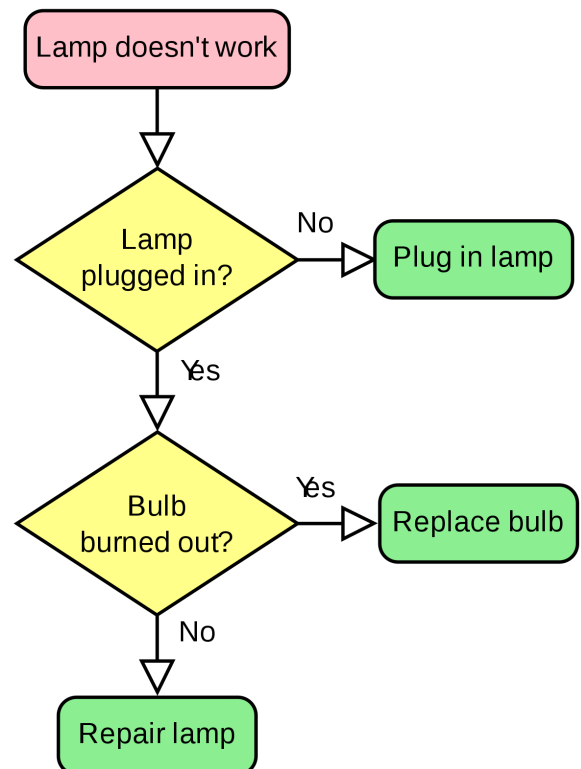 Lamp doesn't work
Lamp
plugged in?
No
Plug in lamp
Yes
Bulb
burned out?
Yes
Replace bulb
No
Repair lamp